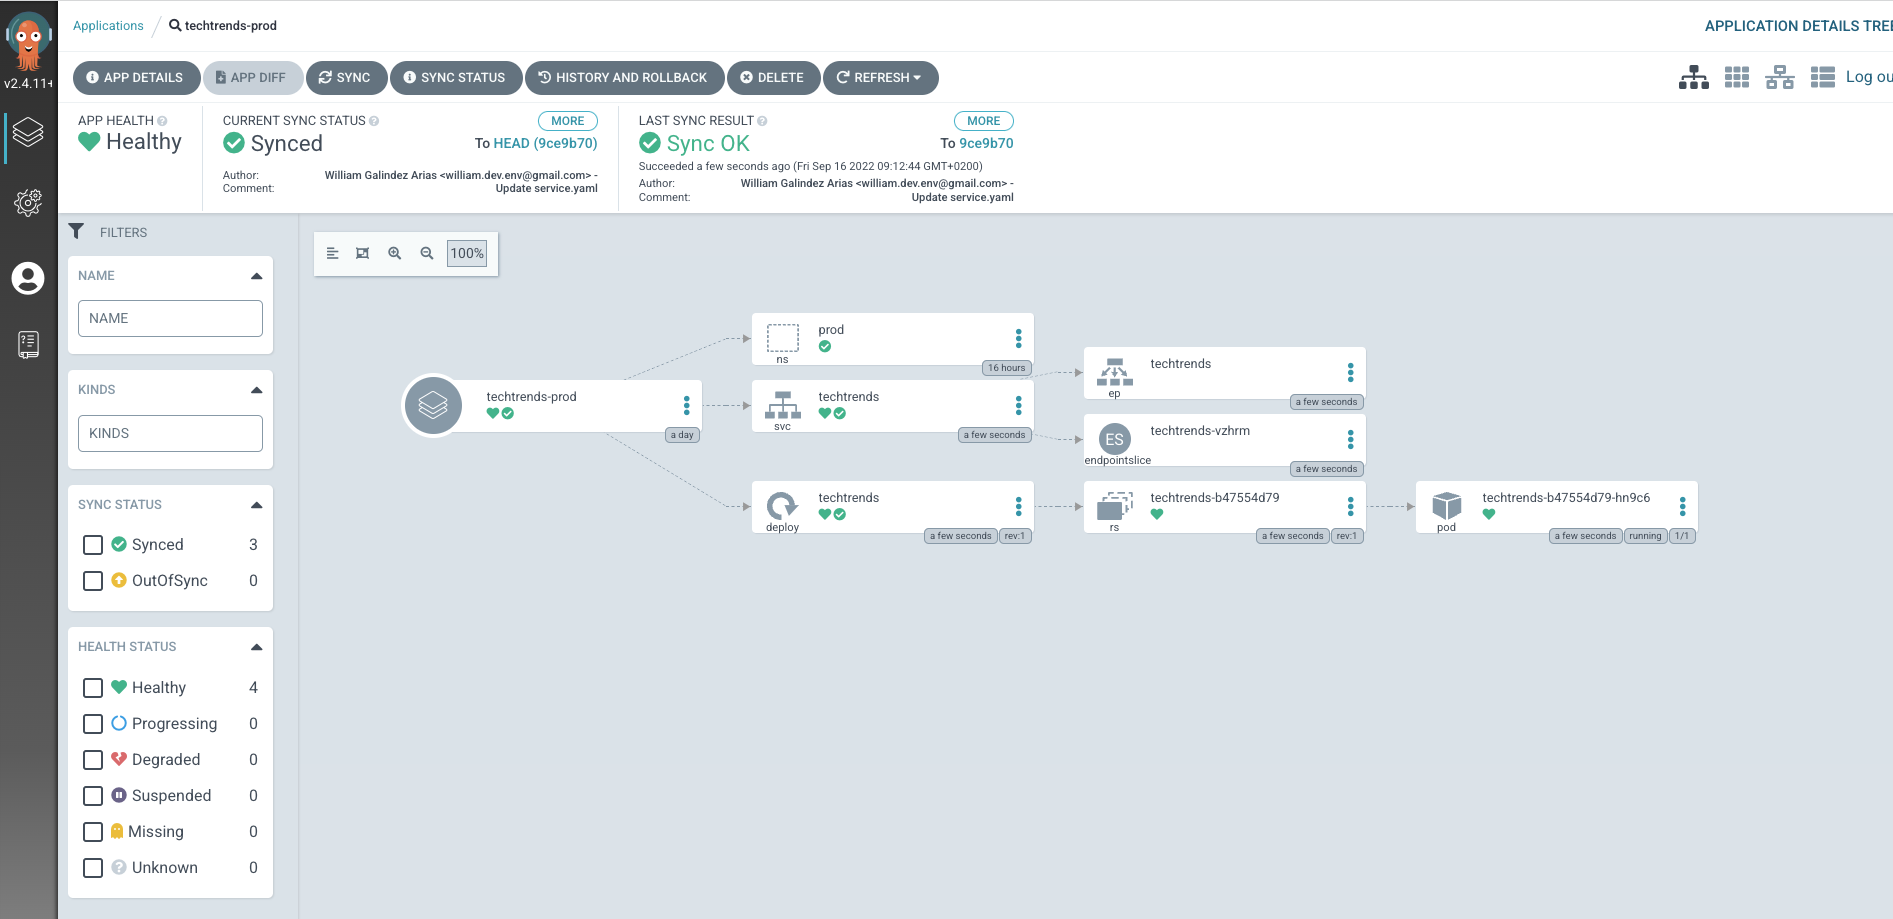 Applications / techtrends-prod
APPLICATION DETAILS TREE
v2.4.11+
APP DETAILS
APP DIFF
SYNC
SYNC STATUS
HISTORY AND ROLLBACK
DELETE
REFRESH
Log ou
APP HEALTH
Healthy
CURRENT SYNC STATUS
MORE
Synced
To HEAD (9ce9b70)
Author: William Galindez Arias <william.dev.env@gmail.com> -
Comment: Update service.yaml
LAST SYNC RESULT
MORE
Sync OK
To 9ce9b70
Succeeded a few seconds ago (Fri Sep 16 2022 09:12:44 GMT+0200)
Author: William Galindez Arias <william.dev.env@gmail.com> -
Comment: Update service.yaml
FILTERS
NAME
NAME
KINDS
KINDS
SYNC STATUS
Synced 3
OutOfSync 0
HEALTH STATUS
Healthy 4
Progressing 0
Degraded 0
Suspended 0
Missing 0
Unknown 0
100%
techtrends-prod
a day
prod
ns
16 hours
techtrends
svc
a few seconds
techtrends
deploy
a few seconds
rev:1
techtrends
ep
a few seconds
ES
techtrends-vzhrm
endpointslice
a few seconds
techtrends-b47554d79
rs
a few seconds
rev:1
techtrends-b47554d79-hn9c6
pod
a few seconds
running
1/1